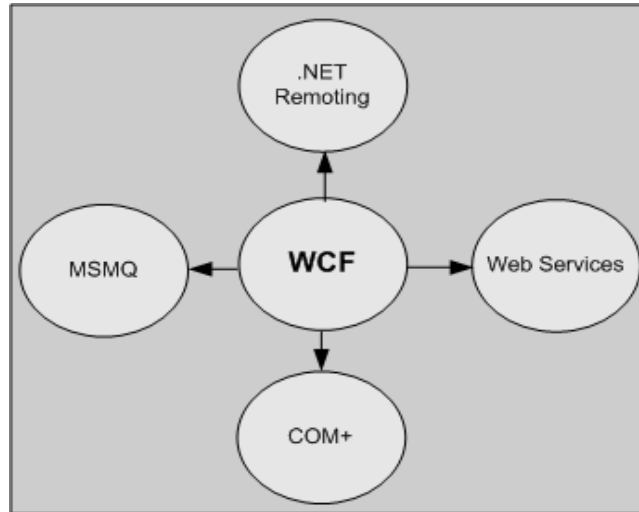 .NET
Remoting
MSMQ
WCF
Web Services
COM+